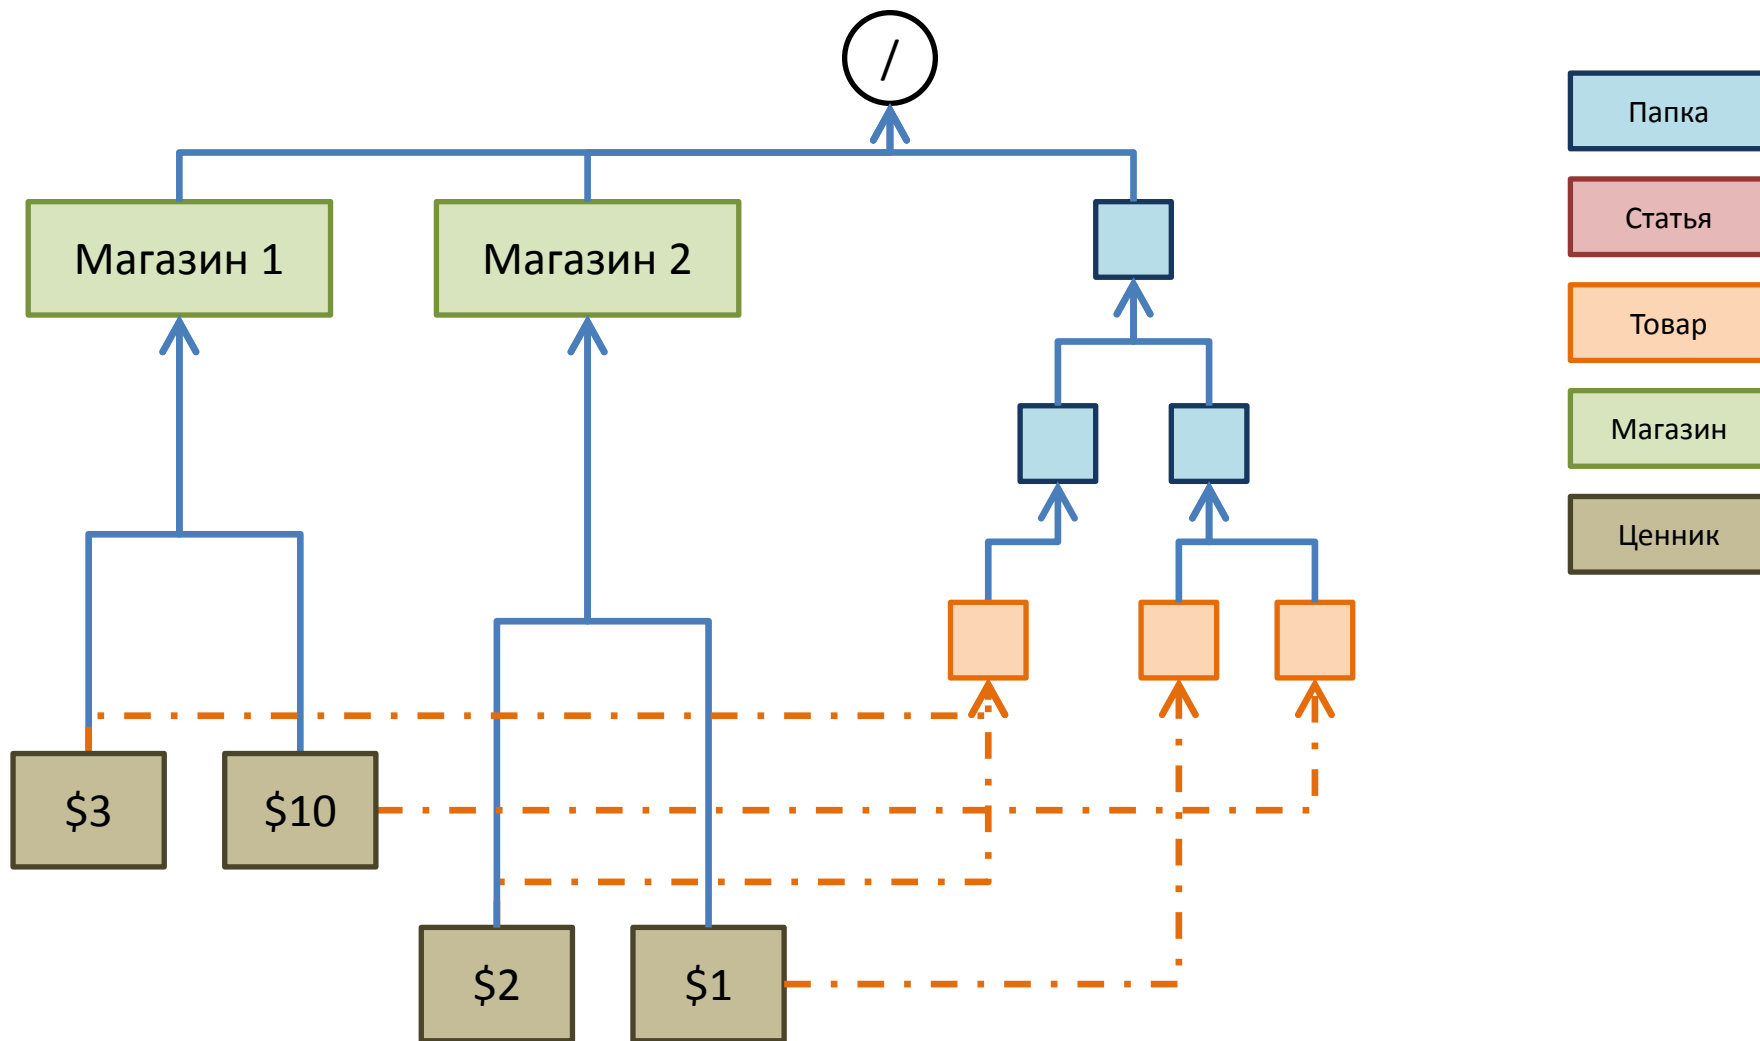 /
Папка
Статья
Магазин 1
Магазин 2
Товар
Магазин
Ценник
$3
$10
$2
$1